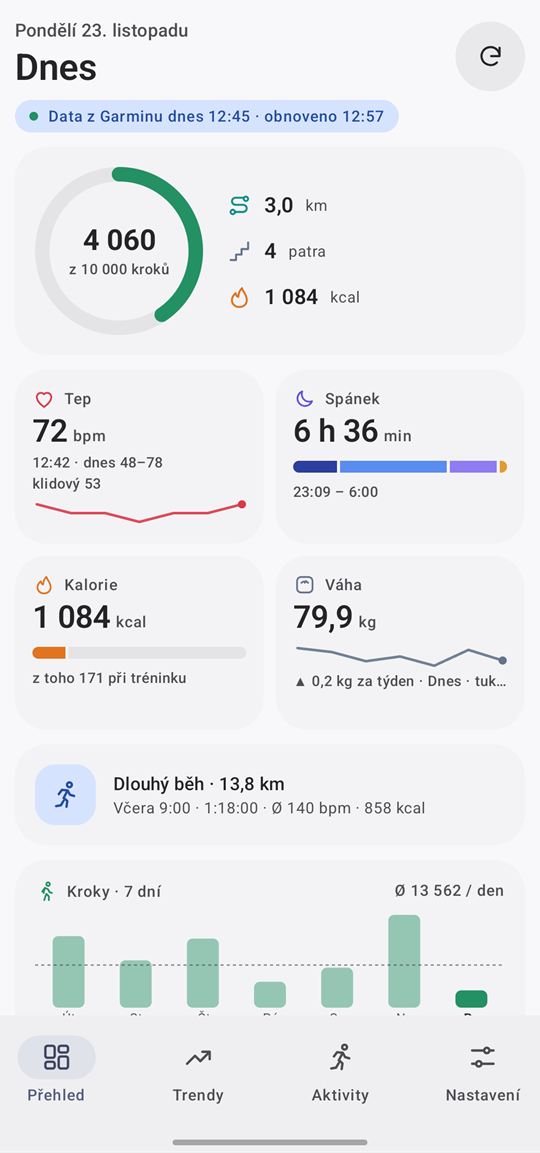 Pondělí 23. listopadu
Dnes
Data z Garminu dnes 12:45 · obnoveno 12:57
4 060
z 10 000 kroků
3,0 km
4 patra
1 084 kcal
Tep
72 bpm
12:42 · dnes 48–78
klidový 53
Spánek
6 h 36 min
23:09 – 6:00
Kalorie
1 084 kcal
z toho 171 při tréninku
Váha
79,9 kg
▲ 0,2 kg za týden · Dnes · tuk…
Dlouhý běh · 13,8 km
Včera 9:00 · 1:18:00 · Ø 140 bpm · 858 kcal
Kroky · 7 dní
Ø 13 562 / den
Přehled
Trendy
Aktivity
Nastavení